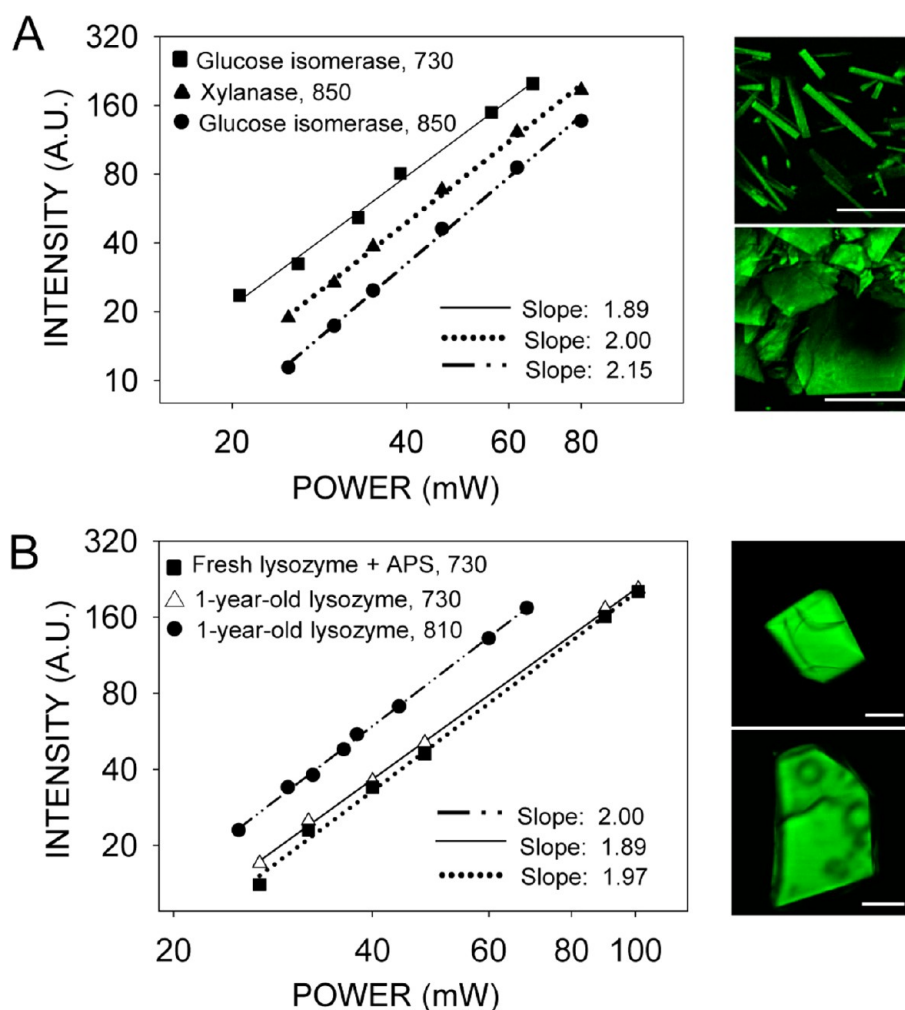 A
320
160
80
40
20
10
INTENSITY (A.U.)
Glucose isomerase, 730
Xylanase, 850
Glucose isomerase, 850
Slope: 1.89
Slope: 2.00
Slope: 2.15
20 40 60 80
POWER (mW)
B
320
160
80
40
20
INTENSITY (A.U.)
Fresh lysozyme + APS, 730
1-year-old lysozyme, 730
1-year-old lysozyme, 810
Slope: 2.00
Slope: 1.89
Slope: 1.97
20 40 60 80 100
POWER (mW)